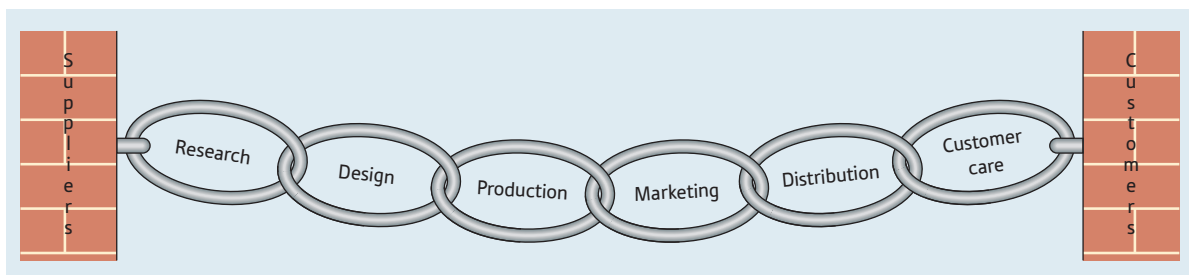 Suppliers
Research
Design
Production
Marketing
Distribution
Customer
care
Customers